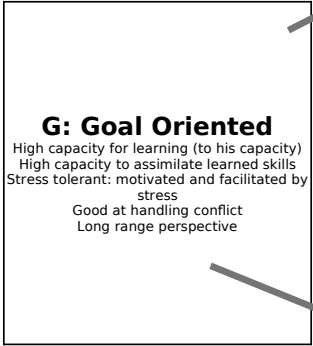 G: Goal Oriented
High capacity for learning (to his capacity)
High capacity to assimilate learned skills
Stress tolerant: motivated and facilitated by
stress
Good at handling conflict
Long range perspective